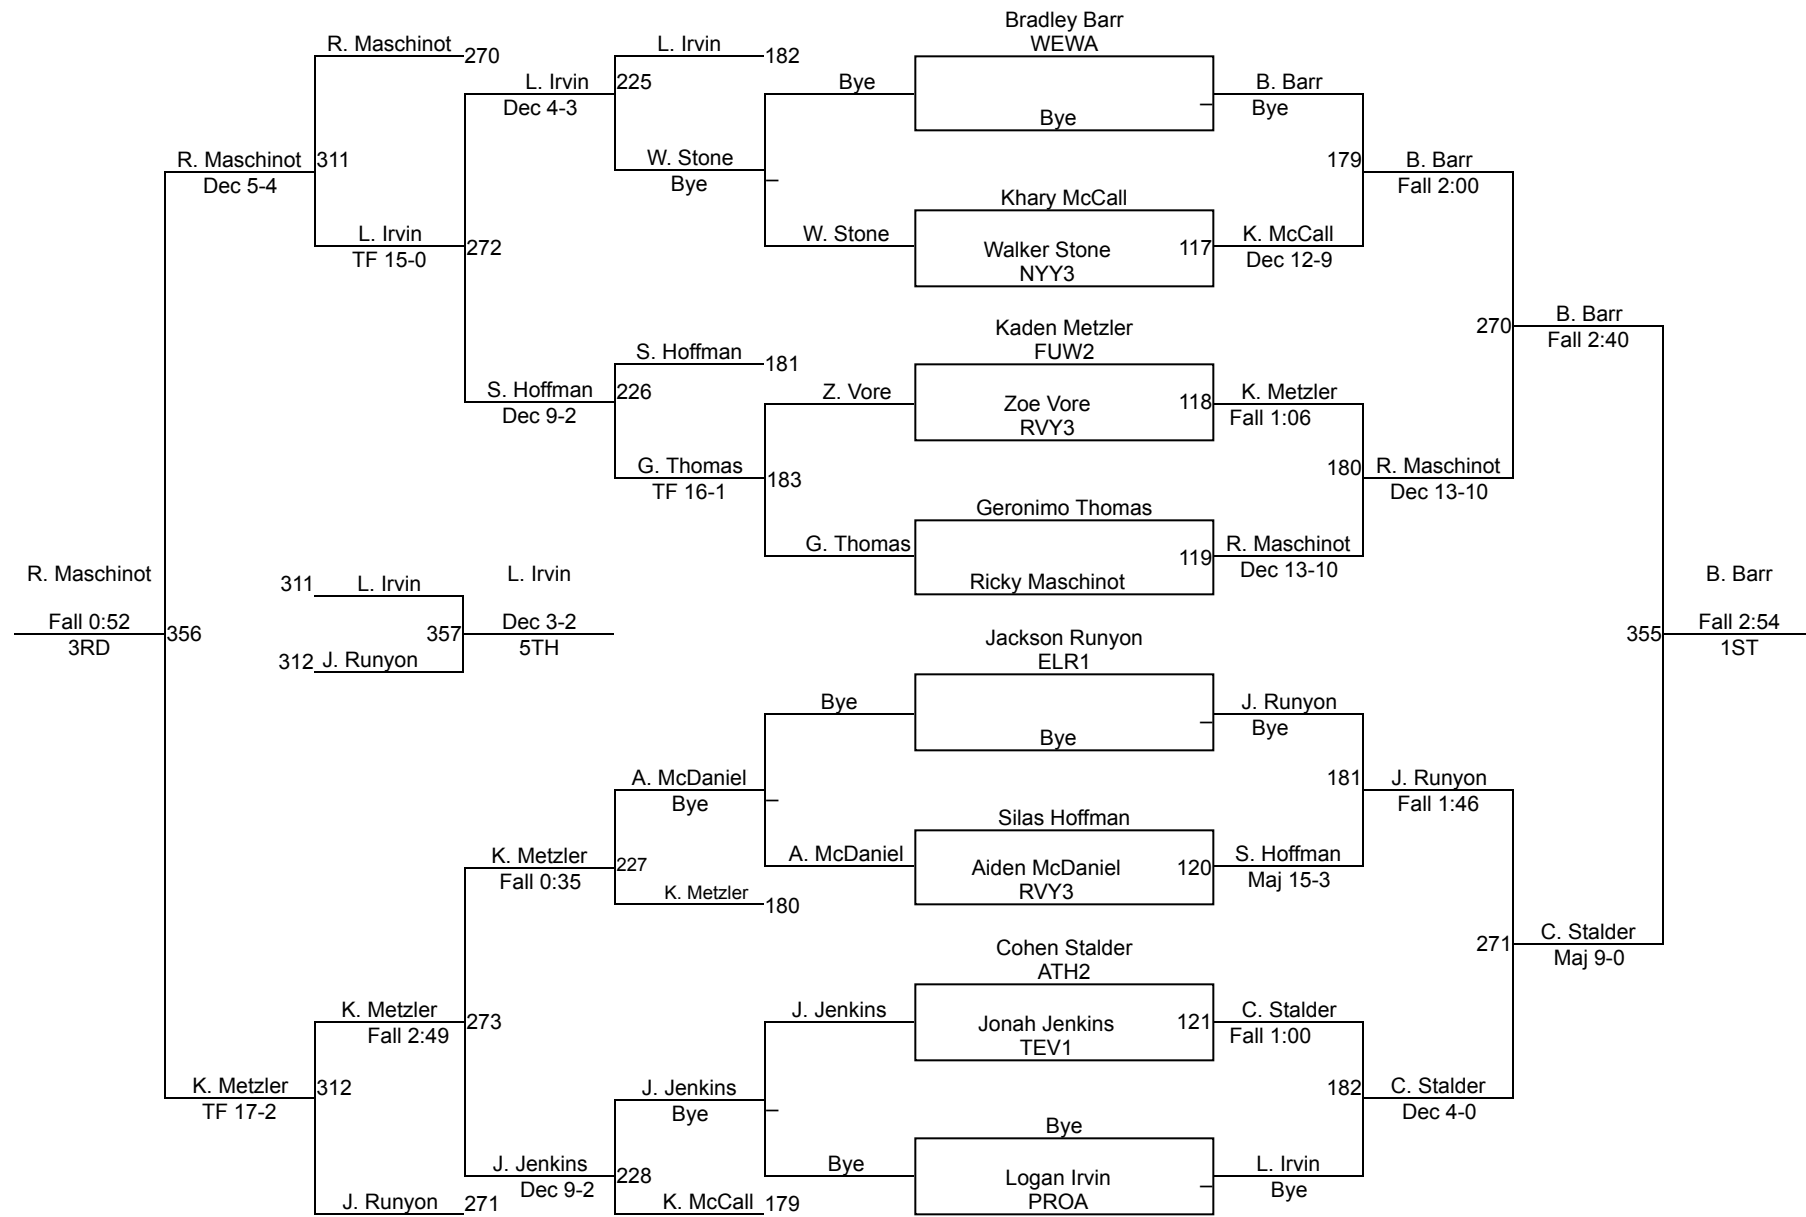 Bradley Barr
WEWA
R. Maschinot
270
L. Irvin
182
L. Irvin
225
Dec 4-3
Bye
Bye
B. Barr
Bye
R. Maschinot
311
Dec 5-4
W. Stone
Bye
179
B. Barr
Fall 2:00
Khary McCall
L. Irvin
272
TF 15-0
W. Stone
Walker Stone
117
NYY3
K. McCall
Dec 12-9
Kaden Metzler
FUW2
270
B. Barr
Fall 2:40
S. Hoffman
181
S. Hoffman
226
Dec 9-2
Z. Vore
Zoe Vore
118
RVY3
K. Metzler
Fall 1:06
G. Thomas
183
TF 16-1
180
R. Maschinot
Dec 13-10
Geronimo Thomas
G. Thomas
119
Ricky Maschinot
R. Maschinot
Dec 13-10
R. Maschinot
Fall 0:52
3RD
356
311
L. Irvin
312
J. Runyon
357
L. Irvin
Dec 3-2
5TH
B. Barr
355
Fall 2:54
1ST
Jackson Runyon
ELR1
Bye
Bye
J. Runyon
Bye
A. McDaniel
Bye
181
J. Runyon
Fall 1:46
Silas Hoffman
K. Metzler
227
Fall 0:35
A. McDaniel
Aiden McDaniel
120
RVY3
S. Hoffman
Maj 15-3
K. Metzler
180
Cohen Stalder
ATH2
271
C. Stalder
Maj 9-0
K. Metzler
273
Fall 2:49
J. Jenkins
Jonah Jenkins
121
TEV1
C. Stalder
Fall 1:00
K. Metzler
312
TF 17-2
J. Jenkins
Bye
182
C. Stalder
Dec 4-0
Bye
J. Jenkins
228
Dec 9-2
Bye
Logan Irvin
PROA
L. Irvin
Bye
J. Runyon
271
K. McCall
179